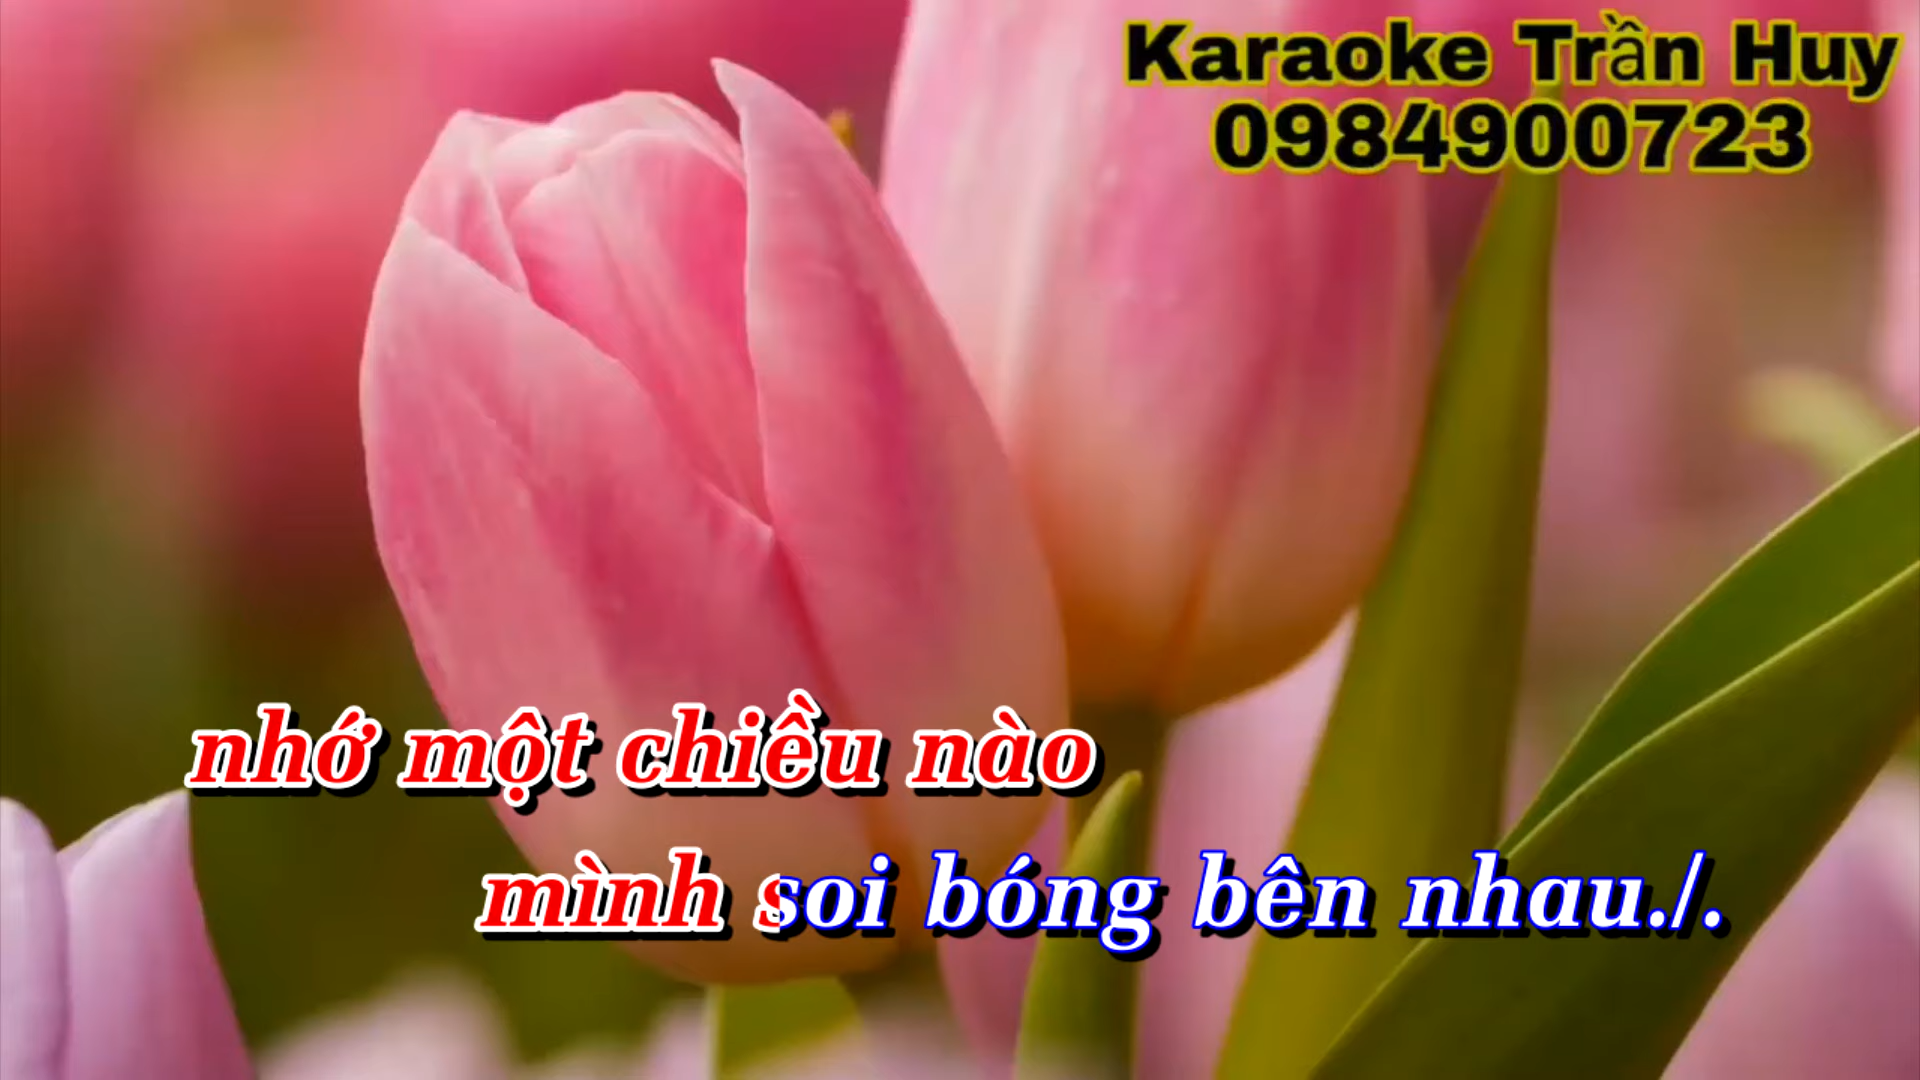 Karaoke Trần Huy
0984900723
nhớ một chiều nào
mình soi bóng bên nhau./.